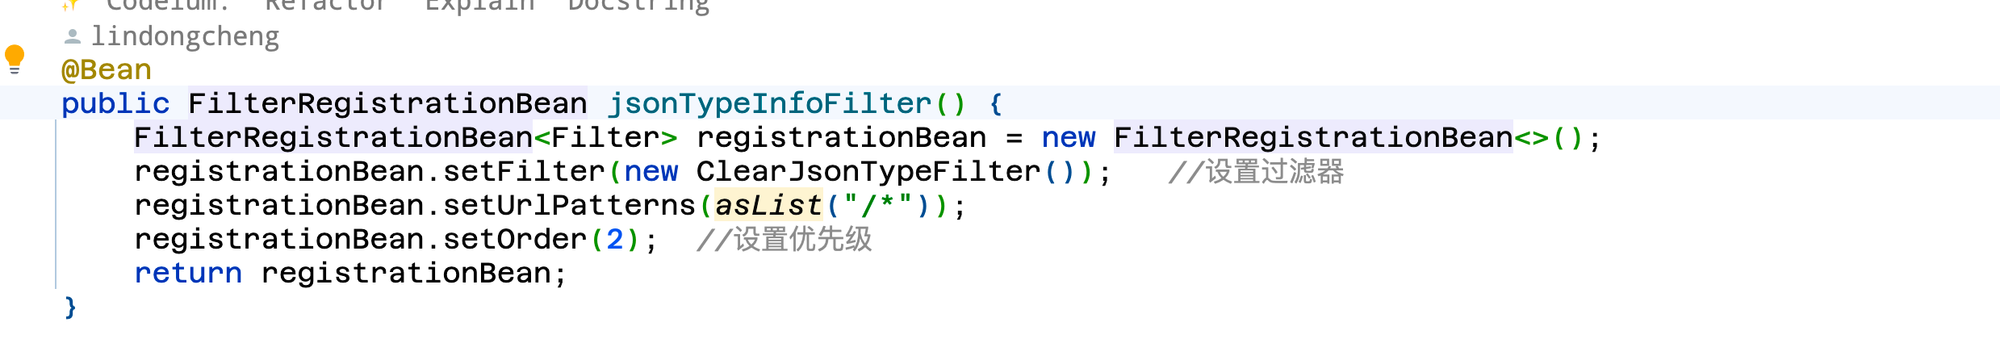 Codeium: Refactor Explain Docstring
lindongcheng
@Bean
public FilterRegistrationBean jsonTypeInfoFilter() {
    FilterRegistrationBean<Filter> registrationBean = new FilterRegistrationBean<>();
    registrationBean.setFilter(new ClearJsonTypeFilter());   //设置过滤器
    registrationBean.setUrlPatterns(asList("/*"));
    registrationBean.setOrder(2);  //设置优先级
    return registrationBean;
}